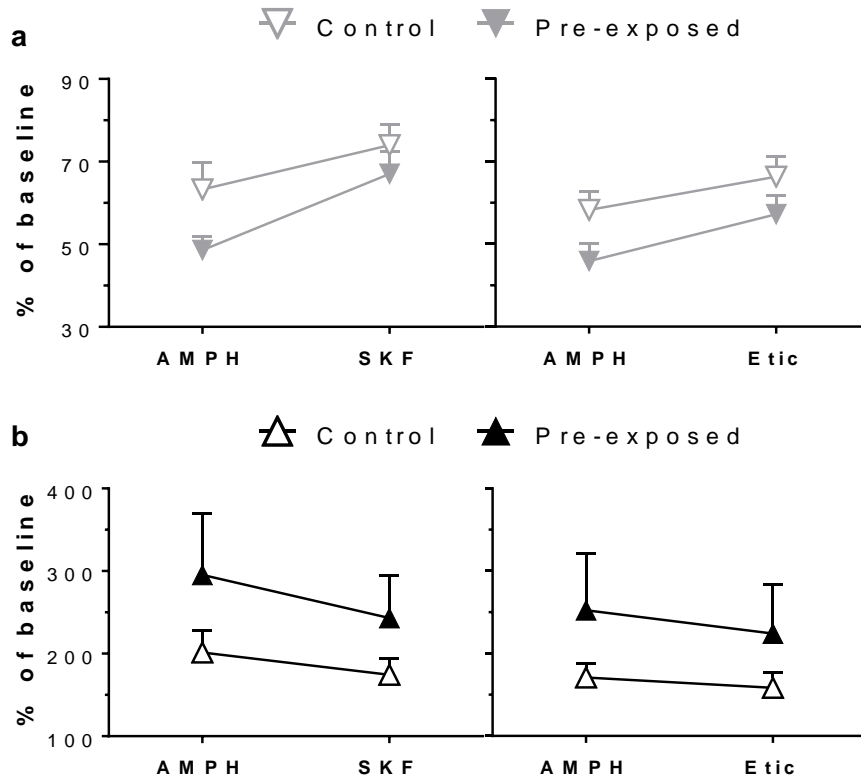 a
Control Pre-exposed
% of baseline
90
70
50
30
AMPH SKF AMPH Etic
b
Control Pre-exposed
% of baseline
400
300
200
100
AMPH SKF AMPH Etic